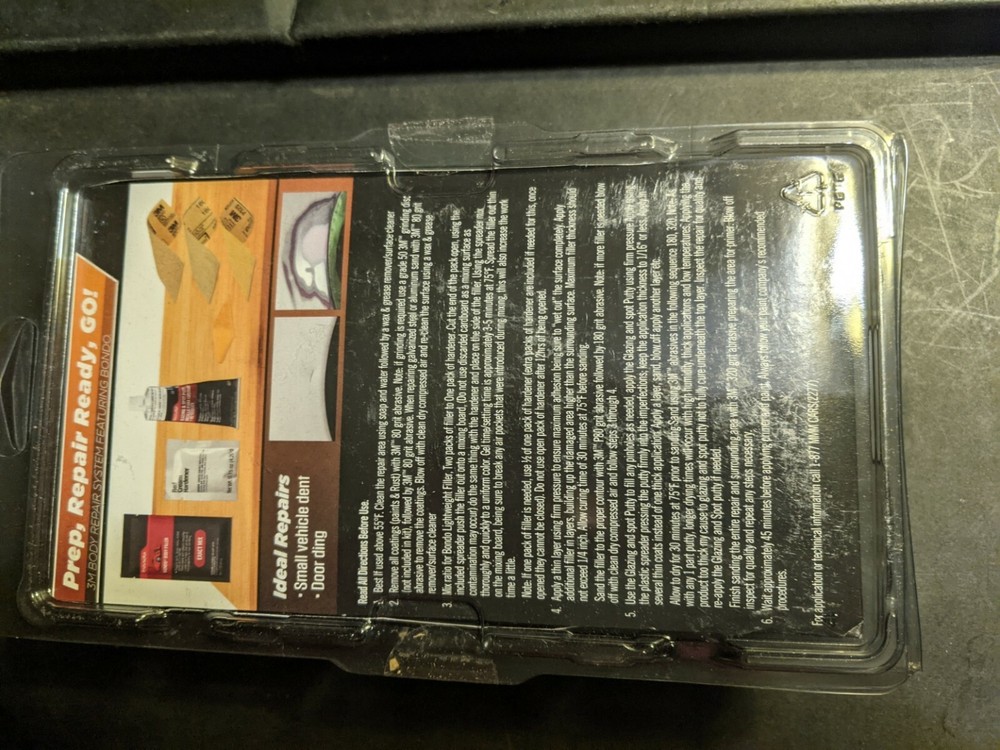 Prep, Repair Ready, GO!
3M BODY REPAIR SYSTEM FEATURING BONDO
Ideal Repairs
· Small vehicle dent
· Door ding
Read All Directions Before Use.
1. Best if used above 55°F. Clean the repair area using soap and water followed by a wax & grease remover/surface cleaner
2. Remove all coatings (paints & Rust) with 3M™ 80 grit abrasive. Note: if grinding is required use a grade 50 3M™ grinding disc
(not included in kit), followed by 3M™ 80 grit abrasive. When repairing galvanized steel or aluminum sand with 3M™ 80 grit
abrasive to remove the coatings. Blow off with clean dry compressed air and re-clean the surface using a wax & grease
remover/surface cleaner
3. Mix ratio for Bondo Lightweight Filler, Two packs of filler to One pack of hardener. Cut the end of the pack open, using the
included spreader push the filler out onto a mixing board. (Do not use discarded cardboard as a mixing surface as
contamination may occur) do the same thing with the hardener and place on the side of the filler. Using the spreader mix
thoroughly and quickly to a uniform color. Gel time/setting time is approximately 3-5 minutes at 75°F. Spread the filler out thin
on the mixing board, being sure to break any air pockets that were introduced during mixing, this will also increase the work
time a little.
Note: If one pack of filler is needed, use ½ of one pack of hardener (extra packs of hardener are included if needed for this, once
opened they cannot be closed). Do not use open pack of hardener after 12hrs of being opened.
4. Apply a thin layer using firm pressure to ensure maximum adhesion being sure to "wet out" the surface completely. Apply
additional filler in layers, building up the damaged area higher than the surrounding surface. Maximum filler thickness should
not exceed 1/4 inch. Allow curing time of 30 minutes at 75°F before sanding.
Sand the filler to the proper contour with 3M™ P80 grit abrasive followed by 180 grit abrasive. Note: if more filler is needed blow
off with clean dry compressed air and follow steps 3 through 4.
5. Use the Glazing and spot Putty to fill any pinholes as needed, apply the Glazing and spot Putty using firm pressure
the plastic spreader pressing the putty firmly into the imperfections, keep the application thickness to 1/16" or less.
several thin coats instead of one thick application. Apply a layer, sand, blow off, apply another layer etc.
Allow to dry for 30 minutes at 75°F prior to sanding. Sand using 3M™ abrasives in the following sequence 180, 320. Note:
with any 1 part putty, longer drying times will occur with high humidity, thick applications and low temperatures. Applying the
product too thick my cause to glazing and spot putty not to fully cure underneath the top layer. Inspect the repair for quality and
re-apply the Glazing and Spot putty if needed.
Finish sanding the entire repair and surrounding area with 3M™ 320 grit abrasive preparing the area for primer. Blow off
inspect for quality and repeat any steps necessary.
6. Wait approximately 45 minutes before applying primer and paint. Always follow your paint company's recommended
procedures.
For application or technical information call 1-877-MMM-CARS(227